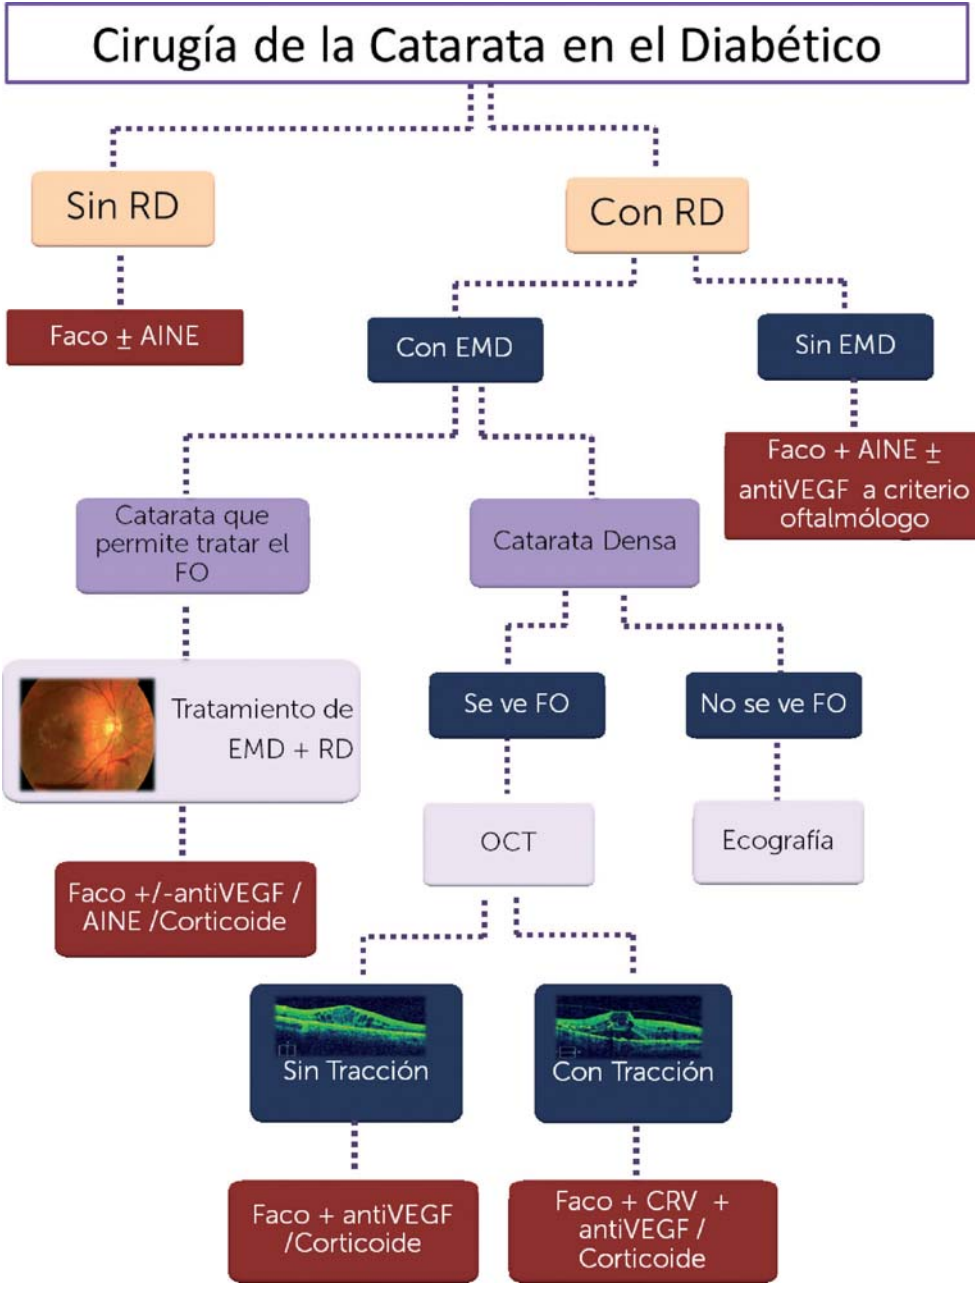 Cirugía de la Catarata en el Diabético
Sin RD
Con RD
Faco ± AINE
Con EMD
Sin EMD
Faco + AINE ±
antiVEGF a criterio
oftalmólogo
Catarata que
permite tratar el
FO
Catarata Densa
Tratamiento de
EMD + RD
Se ve FO
No se ve FO
OCT
Ecografía
Faco +/-antiVEGF /
AINE /Corticoide
Sin Tracción
Con Tracción
Faco + antiVEGF
/Corticoide
Faco + CRV +
antiVEGF /
Corticoide